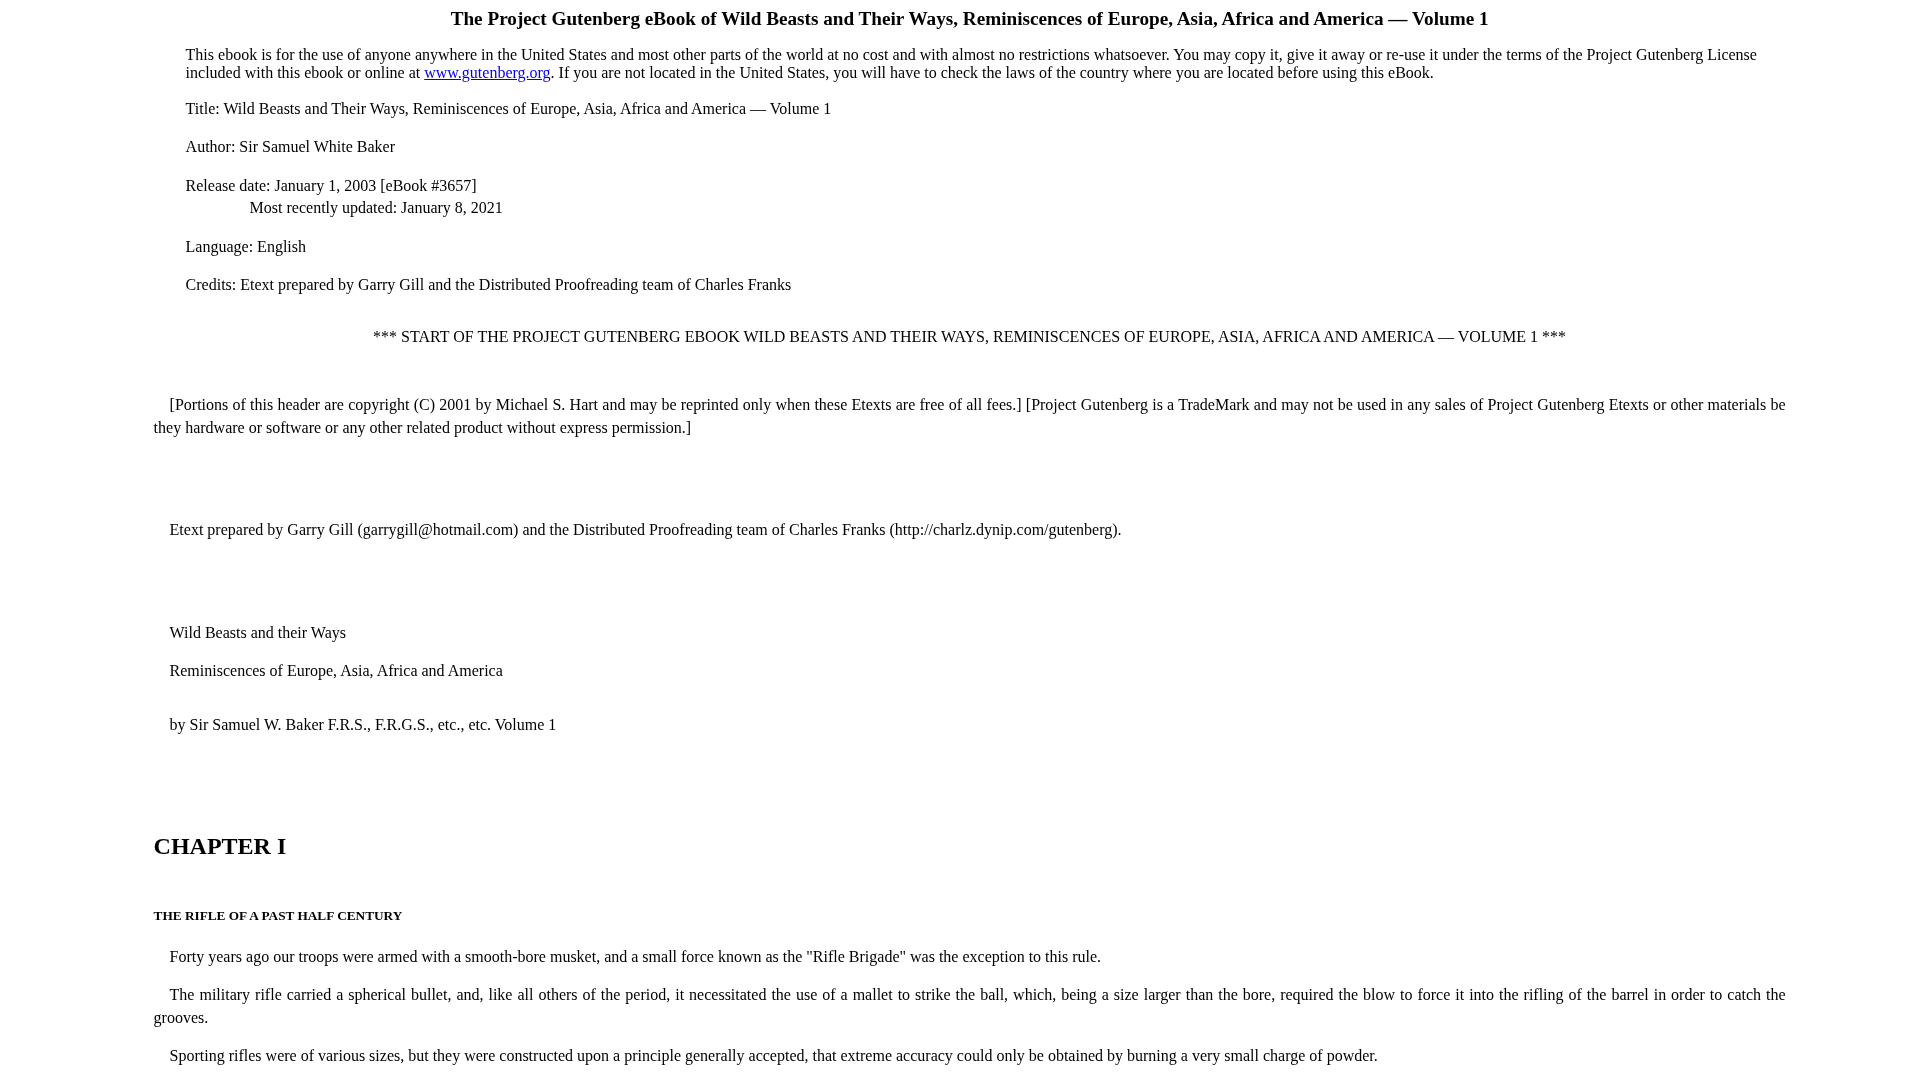 The Project Gutenberg eBook of Wild Beasts and Their Ways, Reminiscences of Europe, Asia, Africa and America — Volume 1
This ebook is for the use of anyone anywhere in the United States and most other parts of the world at no cost and with almost no restrictions whatsoever. You may copy it, give it away or re-use it under the terms of the Project Gutenberg License
included with this ebook or online at www.gutenberg.org. If you are not located in the United States, you will have to check the laws of the country where you are located before using this eBook.
Title: Wild Beasts and Their Ways, Reminiscences of Europe, Asia, Africa and America — Volume 1
Author: Sir Samuel White Baker
Release date: January 1, 2003 [eBook #3657]
Most recently updated: January 8, 2021
Language: English
Credits: Etext prepared by Garry Gill and the Distributed Proofreading team of Charles Franks
*** START OF THE PROJECT GUTENBERG EBOOK WILD BEASTS AND THEIR WAYS, REMINISCENCES OF EUROPE, ASIA, AFRICA AND AMERICA — VOLUME 1 ***
[Portions of this header are copyright (C) 2001 by Michael S. Hart and may be reprinted only when these Etexts are free of all fees.] [Project Gutenberg is a TradeMark and may not be used in any sales of Project Gutenberg Etexts or other materials be
they hardware or software or any other related product without express permission.]
Etext prepared by Garry Gill (garrygill@hotmail.com) and the Distributed Proofreading team of Charles Franks (http://charlz.dynip.com/gutenberg).
Wild Beasts and their Ways
Reminiscences of Europe, Asia, Africa and America
by Sir Samuel W. Baker F.R.S., F.R.G.S., etc., etc. Volume 1
CHAPTER I
THE RIFLE OF A PAST HALF CENTURY
Forty years ago our troops were armed with a smooth-bore musket, and a small force known as the "Rifle Brigade" was the exception to this rule.
The military rifle carried a spherical bullet, and, like all others of the period, it necessitated the use of a mallet to strike the ball, which, being a size larger than the bore, required the blow to force it into the rifling of the barrel in order to catch the
grooves.
Sporting rifles were of various sizes, but they were constructed upon a principle generally accepted, that extreme accuracy could only be obtained by burning a very small charge of powder.